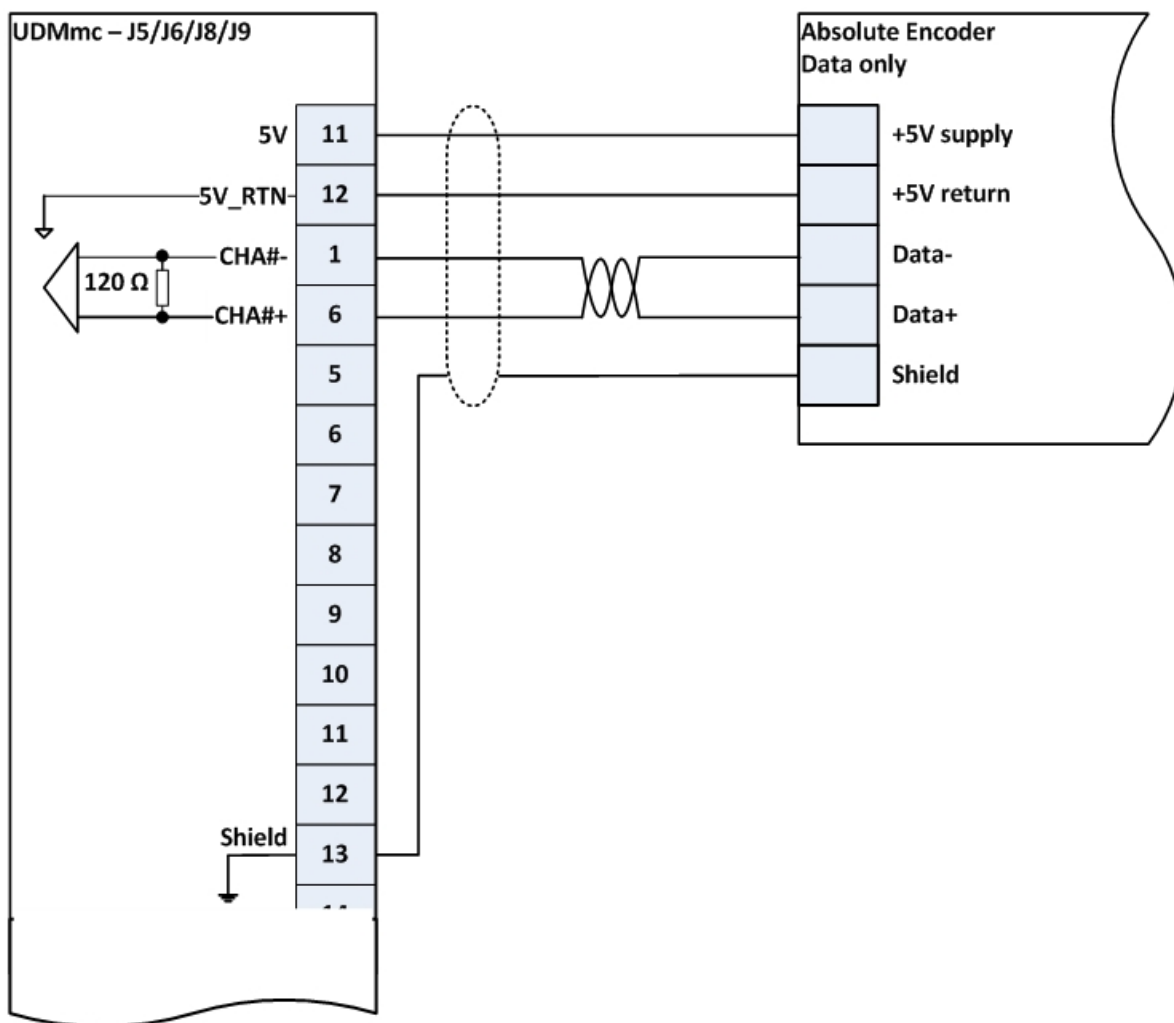 UDMmc – J5/J6/J8/J9
Absolute Encoder
Data only
5V 11 +5V supply
5V_RTN 12 +5V return
CHA#- 1 Data-
120 Ω
CHA#+ 6 Data+
5 Shield
6
7
8
9
10
11
12
Shield 13